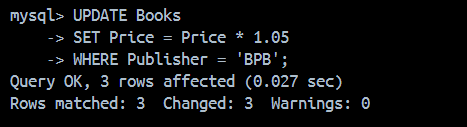 mysql> UPDATE Books
    -> SET Price = Price * 1.05
    -> WHERE Publisher = 'BPB';
Query OK, 3 rows affected (0.027 sec)
Rows matched: 3  Changed: 3  Warnings: 0